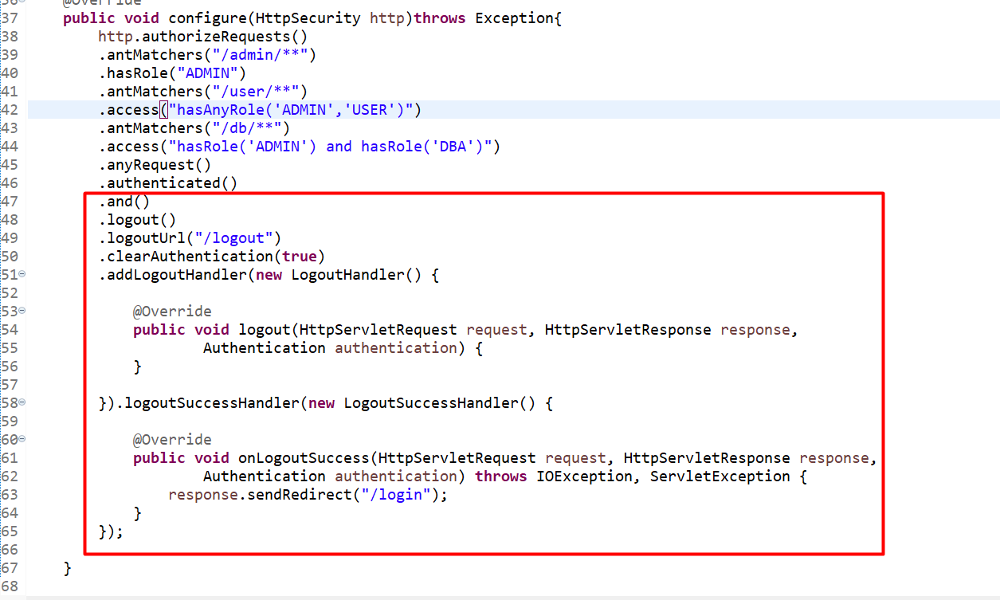 36 @Override
37 public void configure(HttpSecurity http)throws Exception{
38 http.authorizeRequests()
39 .antMatchers("/admin/**")
40 .hasRole("ADMIN")
41 .antMatchers("/user/**")
42 .access("hasAnyRole('ADMIN','USER')")
43 .antMatchers("/db/**")
44 .access("hasRole('ADMIN') and hasRole('DBA')")
45 .anyRequest()
46 .authenticated()
47 .and()
48 .logout()
49 .logoutUrl("/logout")
50 .clearAuthentication(true)
51 .addLogoutHandler(new LogoutHandler() {
52
53 @Override
54 public void logout(HttpServletRequest request, HttpServletResponse response,
55 Authentication authentication) {
56 }
57
58 }).logoutSuccessHandler(new LogoutSuccessHandler() {
59
60 @Override
61 public void onLogoutSuccess(HttpServletRequest request, HttpServletResponse response,
62 Authentication authentication) throws IOException, ServletException {
63 response.sendRedirect("/login");
64 }
65 });
66
67 }
68